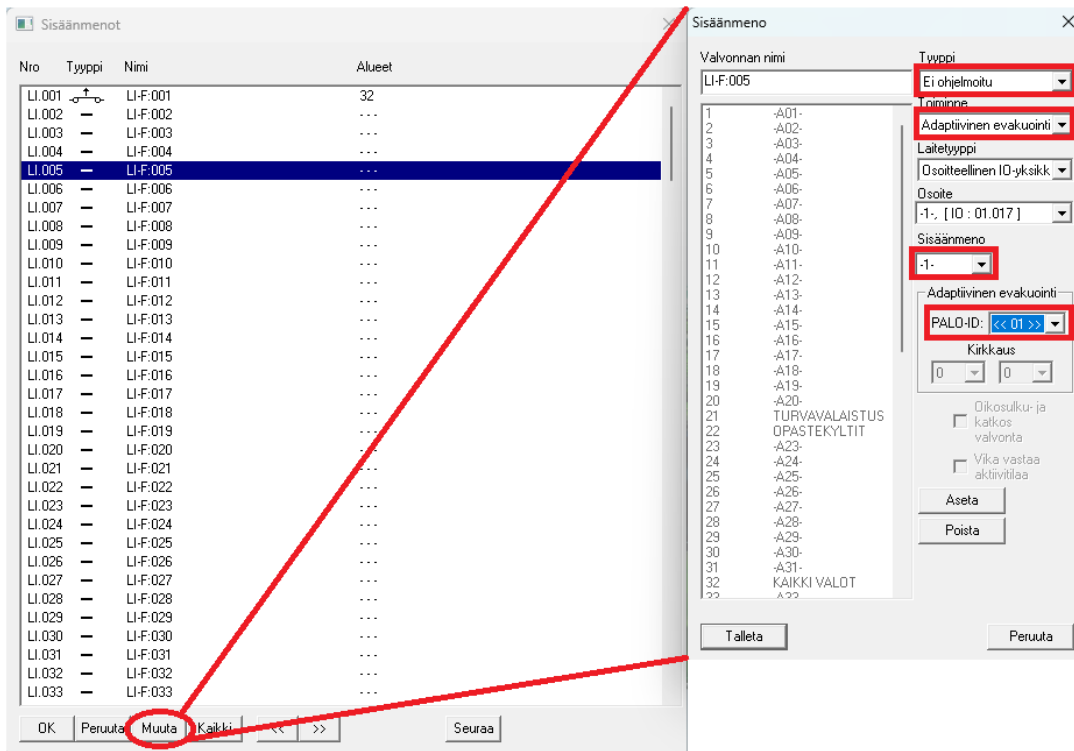 Sisäänmenot
Nro Tyyppi Nimi Alueet
LI.001 LI-F:001 32
LI.002 – LI-F:002 ---
LI.003 – LI-F:003 ---
LI.004 – LI-F:004 ---
LI.005 – LI-F:005 ---
LI.006 – LI-F:006 ---
LI.007 – LI-F:007 ---
LI.008 – LI-F:008 ---
LI.009 – LI-F:009 ---
LI.010 – LI-F:010 ---
LI.011 – LI-F:011 ---
LI.012 – LI-F:012 ---
LI.013 – LI-F:013 ---
LI.014 – LI-F:014 ---
LI.015 – LI-F:015 ---
LI.016 – LI-F:016 ---
LI.017 – LI-F:017 ---
LI.018 – LI-F:018 ---
LI.019 – LI-F:019 ---
LI.020 – LI-F:020 ---
LI.021 – LI-F:021 ---
LI.022 – LI-F:022 ---
LI.023 – LI-F:023 ---
LI.024 – LI-F:024 ---
LI.025 – LI-F:025 ---
LI.026 – LI-F:026 ---
LI.027 – LI-F:027 ---
LI.028 – LI-F:028 ---
LI.029 – LI-F:029 ---
LI.030 – LI-F:030 ---
LI.031 – LI-F:031 ---
LI.032 – LI-F:032 ---
LI.033 – LI-F:033 ---
OK Peruuta Muuta Kaikki << >> Seuraa
Sisäänmeno
Valvonnan nimi
LI-F:005
1 -A01-
2 -A02-
3 -A03-
4 -A04-
5 -A05-
6 -A06-
7 -A07-
8 -A08-
9 -A09-
10 -A10-
11 -A11-
12 -A12-
13 -A13-
14 -A14-
15 -A15-
16 -A16-
17 -A17-
18 -A18-
19 -A19-
20 -A20-
21 TURVAVALAISTUS
22 OPASTEKYLTIT
23 -A23-
24 -A24-
25 -A25-
26 -A26-
27 -A27-
28 -A28-
29 -A29-
30 -A30-
31 -A31-
32 KAIKKI VALOT
33 -A33-
Tyyppi
Ei ohjelmoitu
Toiminne
Adaptiivinen evakuointi
Laitetyyppi
Osoitteellinen IO-yksikk
Osoite
-1-, [ IO : 01.017 ]
Sisäänmeno
-1-
Adaptiivinen evakuointi
PALO-ID: << 01 >>
Kirkkaus
0 0
Oikosulku- ja
katkos
valvonta
Vika vastaa
aktiivitilaa
Aseta
Poista
Talleta Peruuta